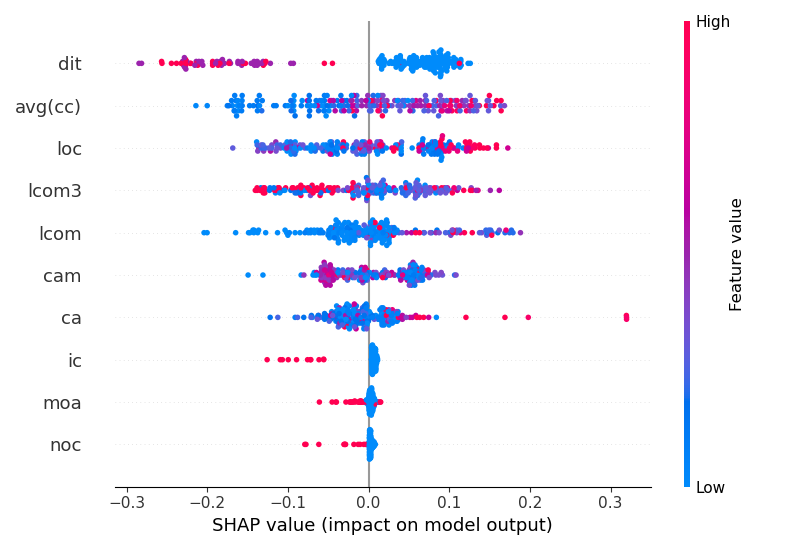 High
dit
avg(cc)
loc
lcom3
lcom
cam
ca
ic
moa
noc
Feature value
Low
−0.3 −0.2 −0.1 0.0 0.1 0.2 0.3
SHAP value (impact on model output)